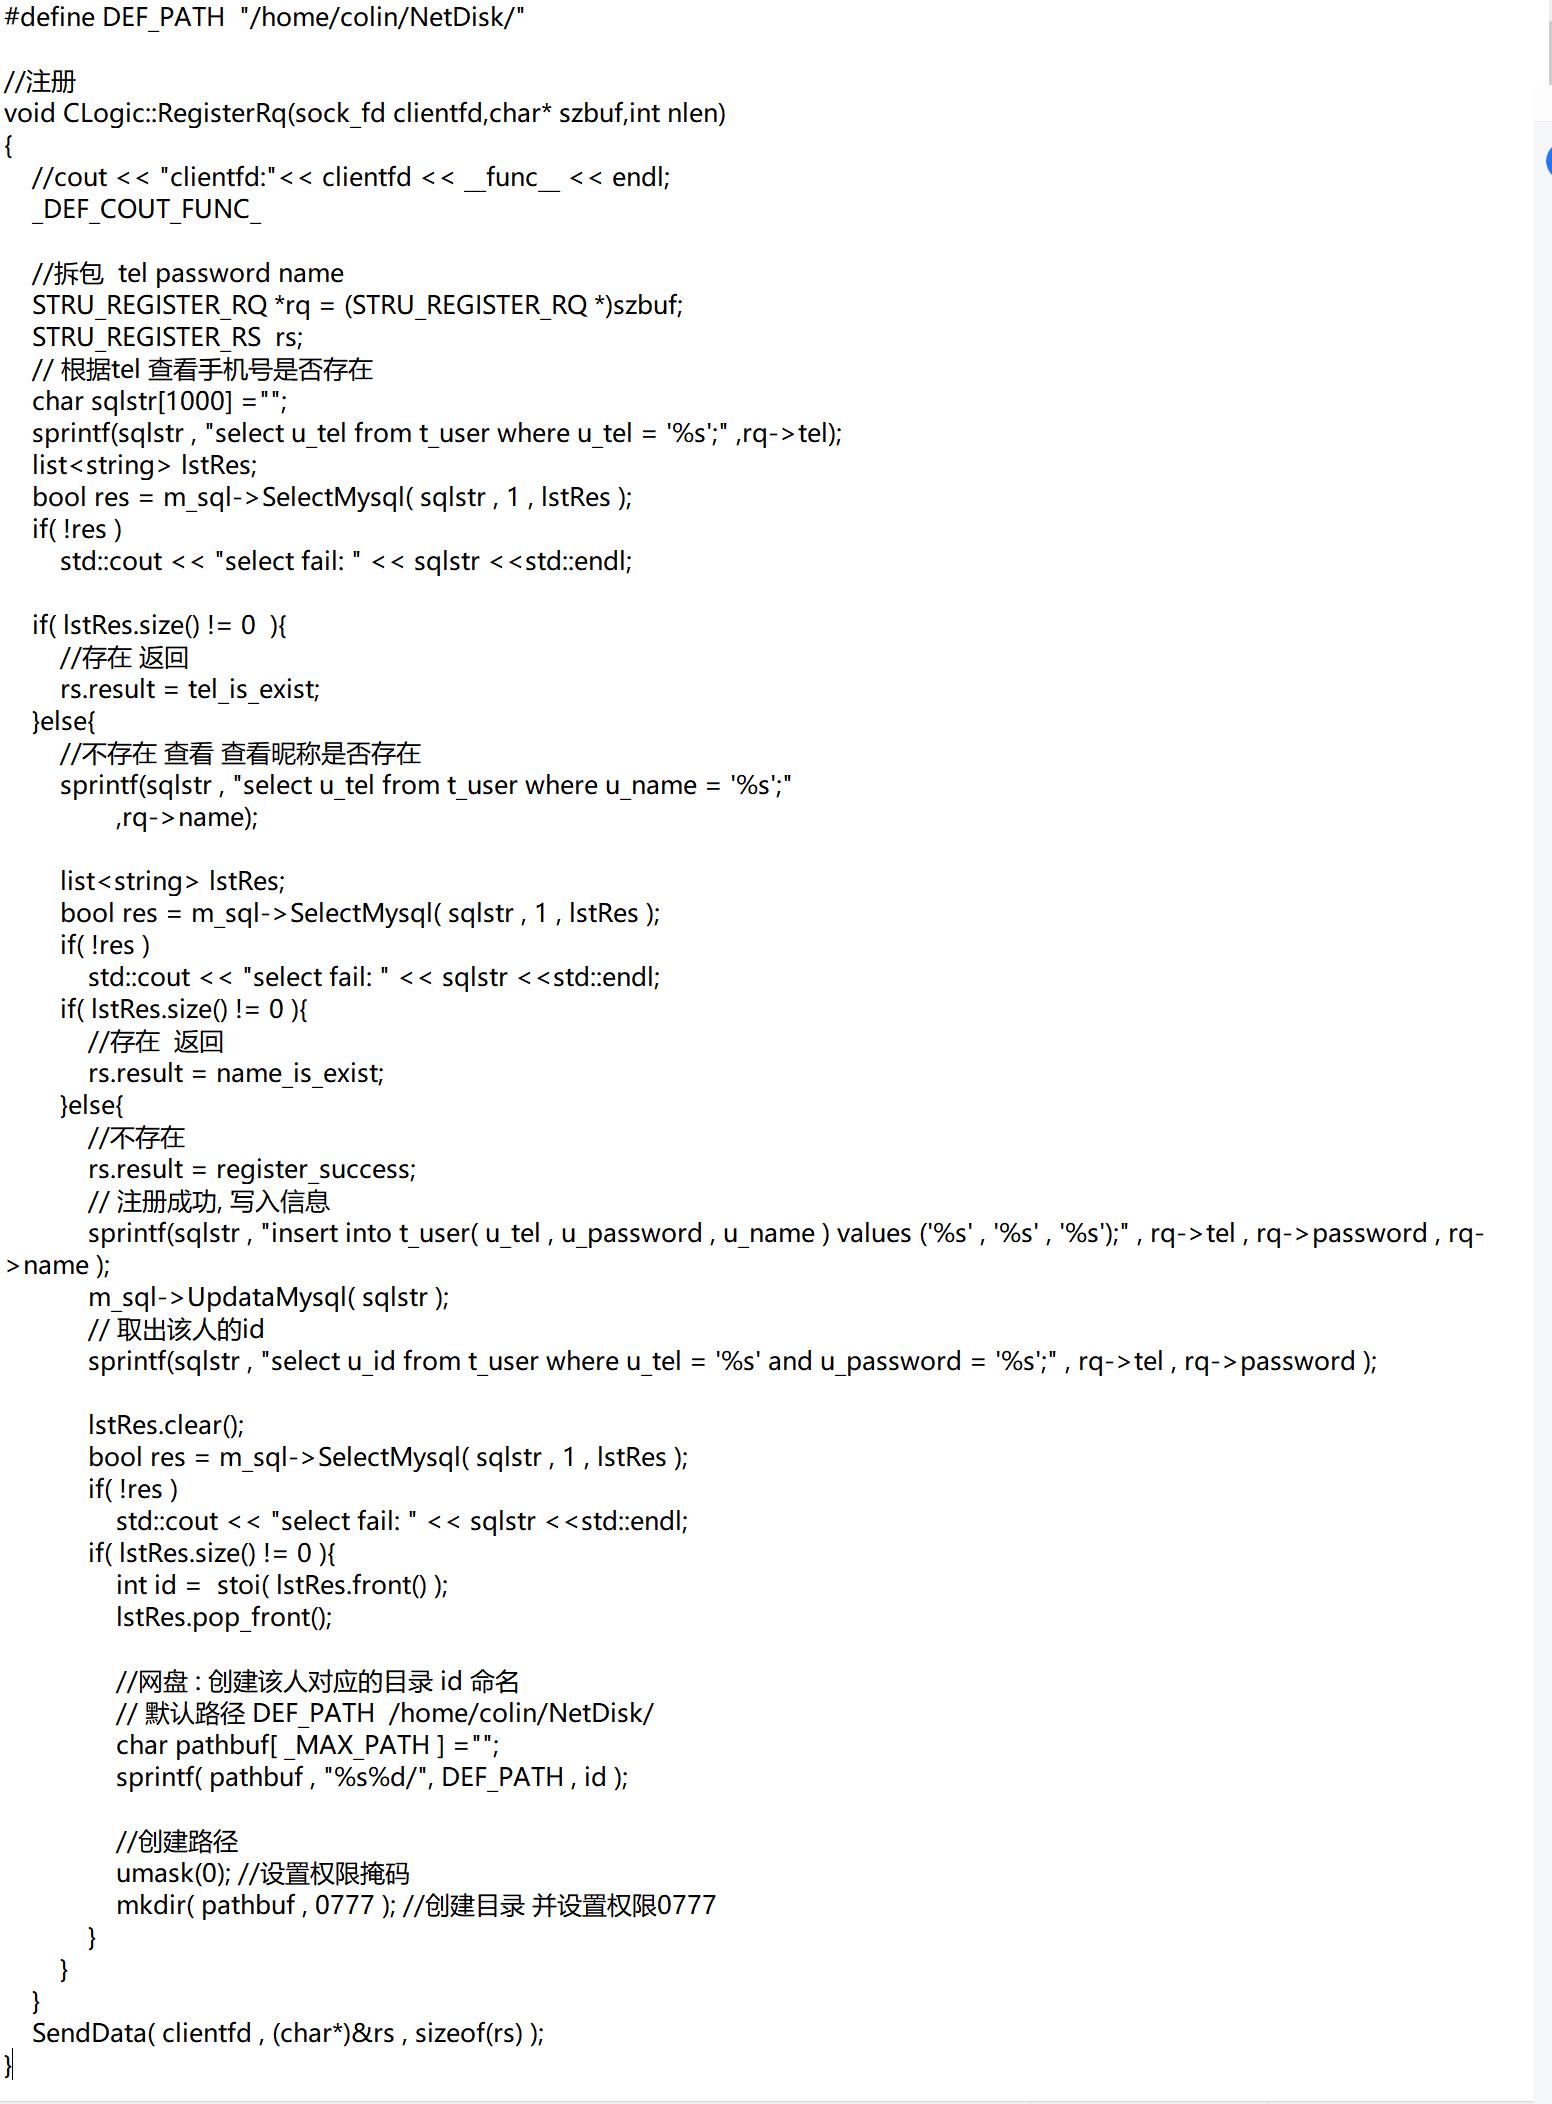 #define DEF_PATH  "/home/colin/NetDisk/"
//注册
void CLogic::RegisterRq(sock_fd clientfd,char* szbuf,int nlen)
{
//cout << "clientfd:"<< clientfd << __func__ << endl;
_DEF_COUT_FUNC_
//拆包  tel password name
STRU_REGISTER_RQ *rq = (STRU_REGISTER_RQ *)szbuf;
STRU_REGISTER_RS  rs;
// 根据tel 查看手机号是否存在
char sqlstr[1000] ="";
sprintf(sqlstr , "select u_tel from t_user where u_tel = '%s';" ,rq->tel);
list<string> lstRes;
bool res = m_sql->SelectMysql( sqlstr , 1 , lstRes );
if( !res )
std::cout << "select fail: " << sqlstr <<std::endl;
if( lstRes.size() != 0  ){
//存在 返回
rs.result = tel_is_exist;
}else{
//不存在 查看 查看昵称是否存在
sprintf(sqlstr , "select u_tel from t_user where u_name = '%s';"
,rq->name);
list<string> lstRes;
bool res = m_sql->SelectMysql( sqlstr , 1 , lstRes );
if( !res )
std::cout << "select fail: " << sqlstr <<std::endl;
if( lstRes.size() != 0 ){
//存在  返回
rs.result = name_is_exist;
}else{
//不存在
rs.result = register_success;
// 注册成功, 写入信息
sprintf(sqlstr , "insert into t_user( u_tel , u_password , u_name ) values ('%s' , '%s' , '%s');" , rq->tel , rq->password , rq-
>name );
m_sql->UpdataMysql( sqlstr );
// 取出该人的id
sprintf(sqlstr , "select u_id from t_user where u_tel = '%s' and u_password = '%s';" , rq->tel , rq->password );
lstRes.clear();
bool res = m_sql->SelectMysql( sqlstr , 1 , lstRes );
if( !res )
std::cout << "select fail: " << sqlstr <<std::endl;
if( lstRes.size() != 0 ){
int id =  stoi( lstRes.front() );
lstRes.pop_front();
//网盘 : 创建该人对应的目录 id 命名
// 默认路径 DEF_PATH  /home/colin/NetDisk/
char pathbuf[ _MAX_PATH ] ="";
sprintf( pathbuf , "%s%d/", DEF_PATH , id );
//创建路径
umask(0); //设置权限掩码
mkdir( pathbuf , 0777 ); //创建目录 并设置权限0777
}
}
}
SendData( clientfd , (char*)&rs , sizeof(rs) );
}